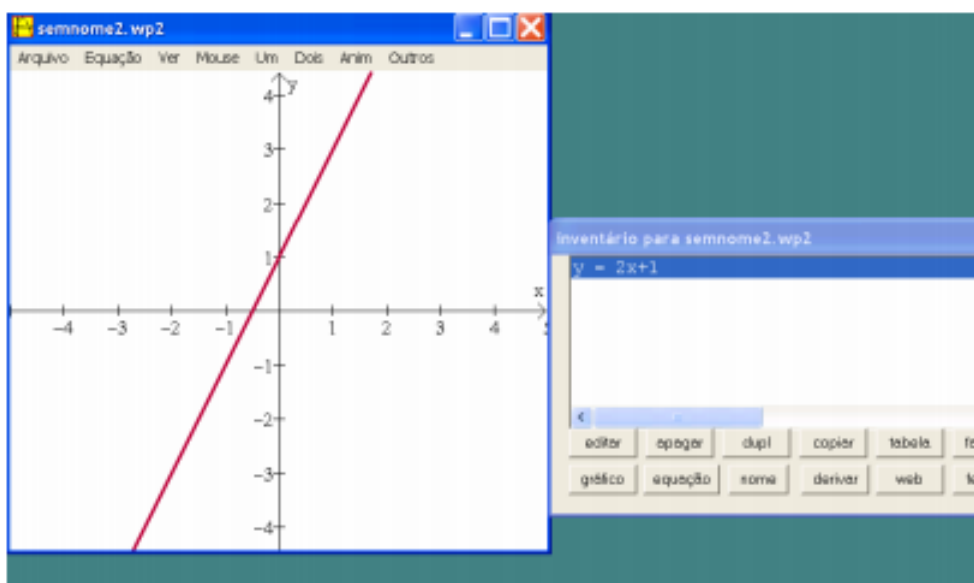 semnome2.wp2
Arquivo Equação Ver Mouse Um Dois Anim Outros
y
4
3
2
1
x
-4 -3 -2 -1 1 2 3 4
-1
-2
-3
-4
inventário para semnome2.wp2
y = 2x+1
editar apagar dupl copiar tabela
gráfico equação nome derivar web